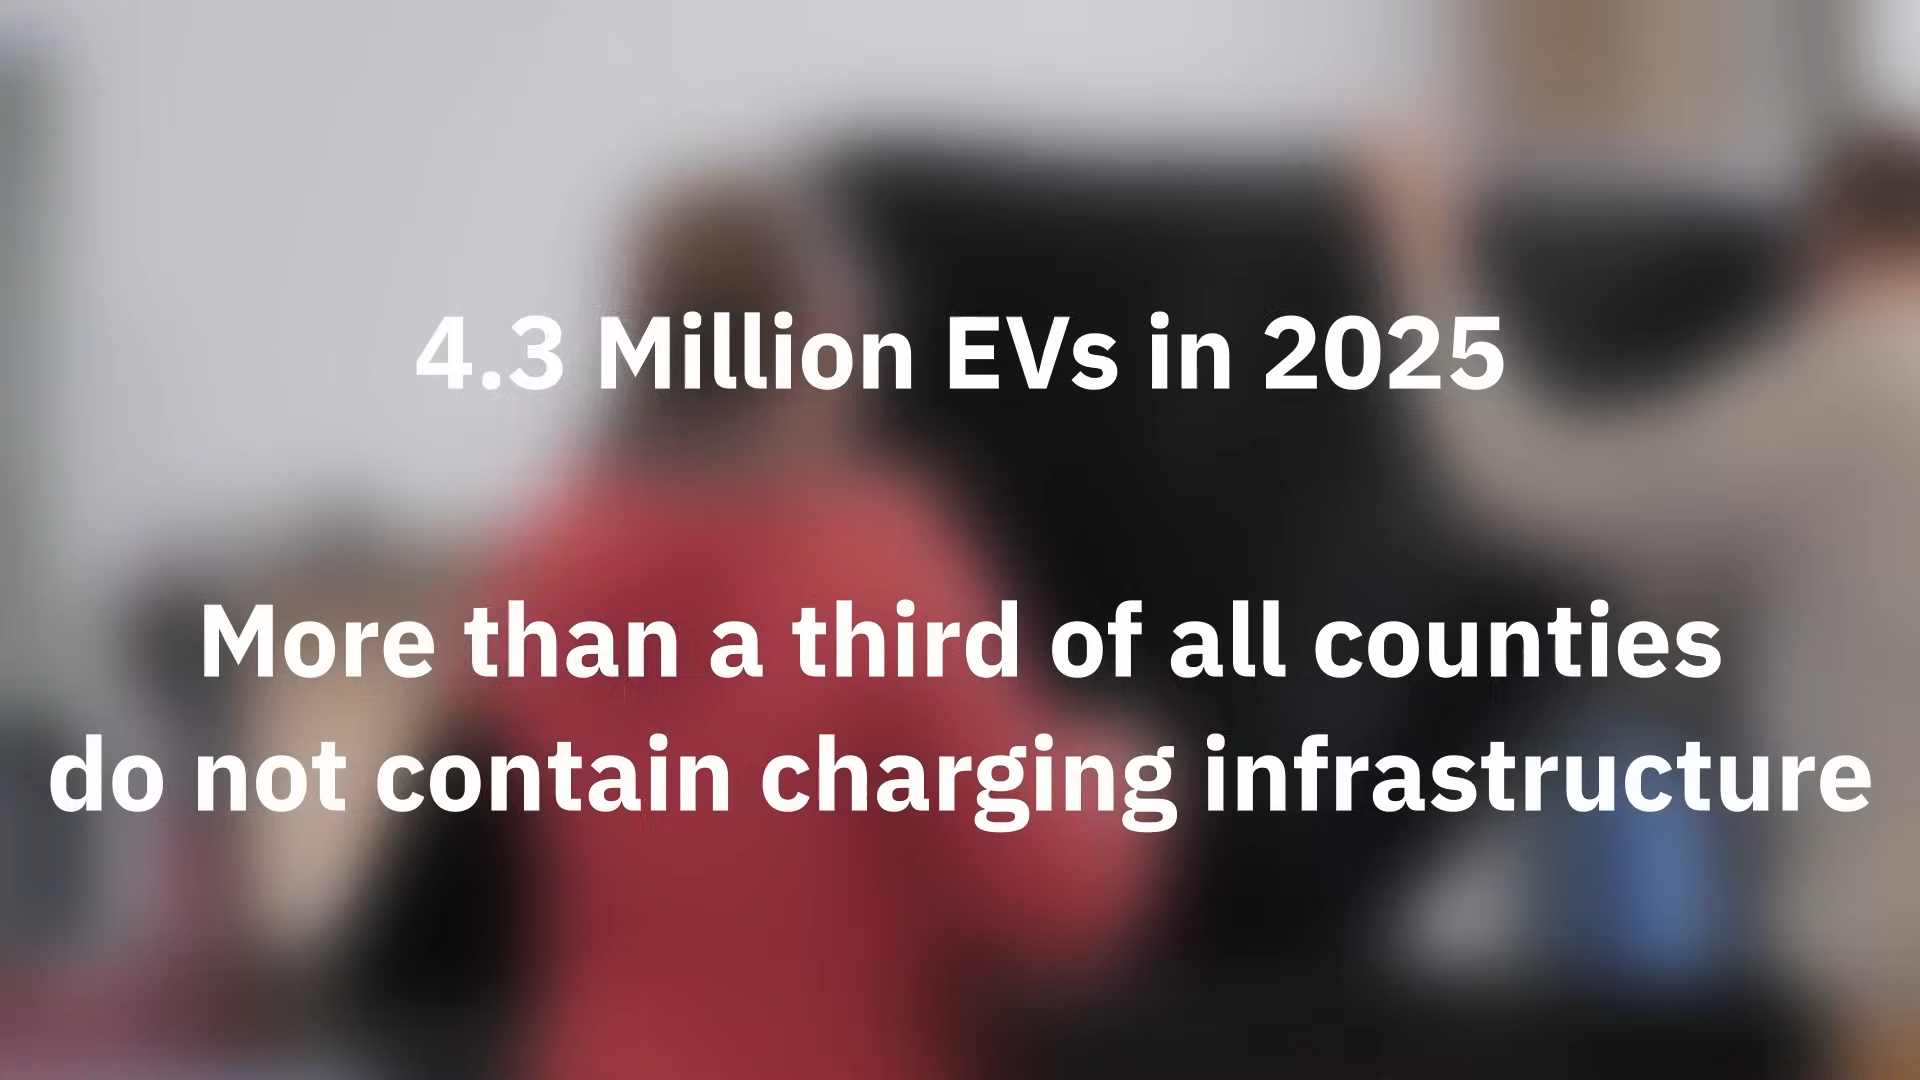 4.3 Million EVs in 2025
More than a third of all counties
do not contain charging infrastructure